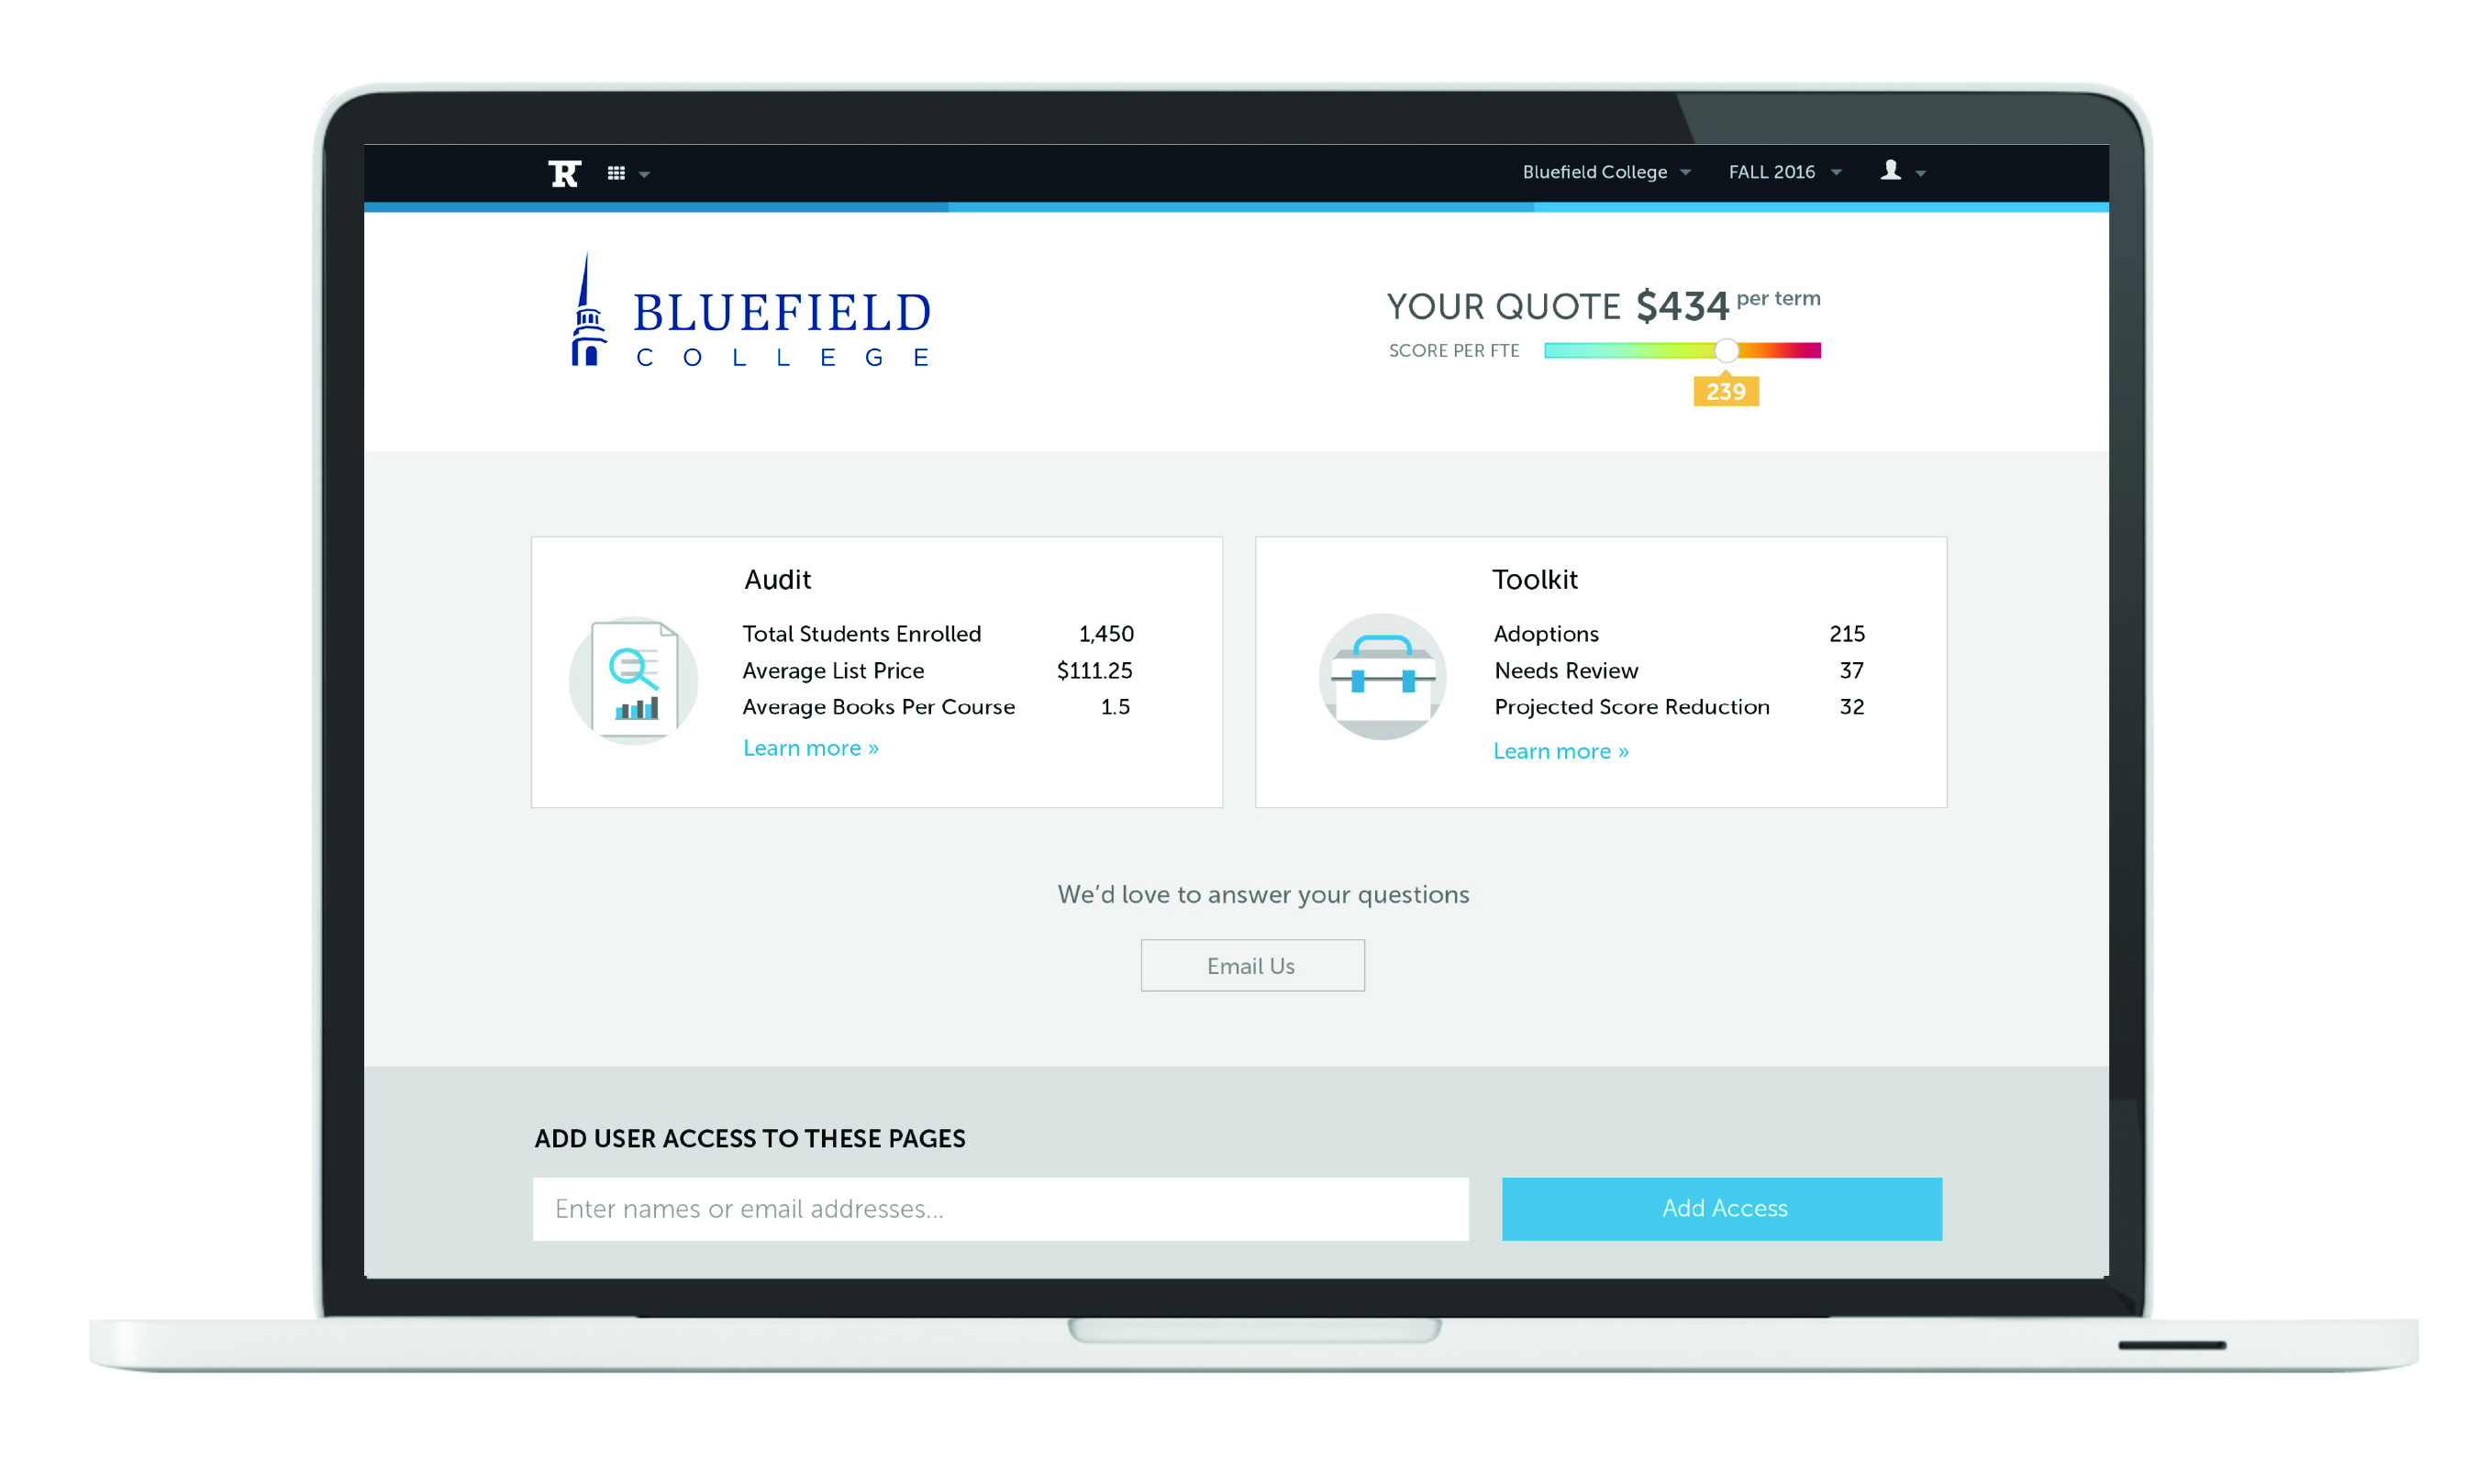 R
Bluefield College
FALL 2016
BLUEFIELD
COLLEGE
YOUR QUOTE $434 per term
SCORE PER FTE
239
Audit
Total Students Enrolled 1,450
Average List Price $111.25
Average Books Per Course 1.5
Learn more »
Toolkit
Adoptions 215
Needs Review 37
Projected Score Reduction 32
Learn more »
We’d love to answer your questions
Email Us
ADD USER ACCESS TO THESE PAGES
Enter names or email addresses...
Add Access